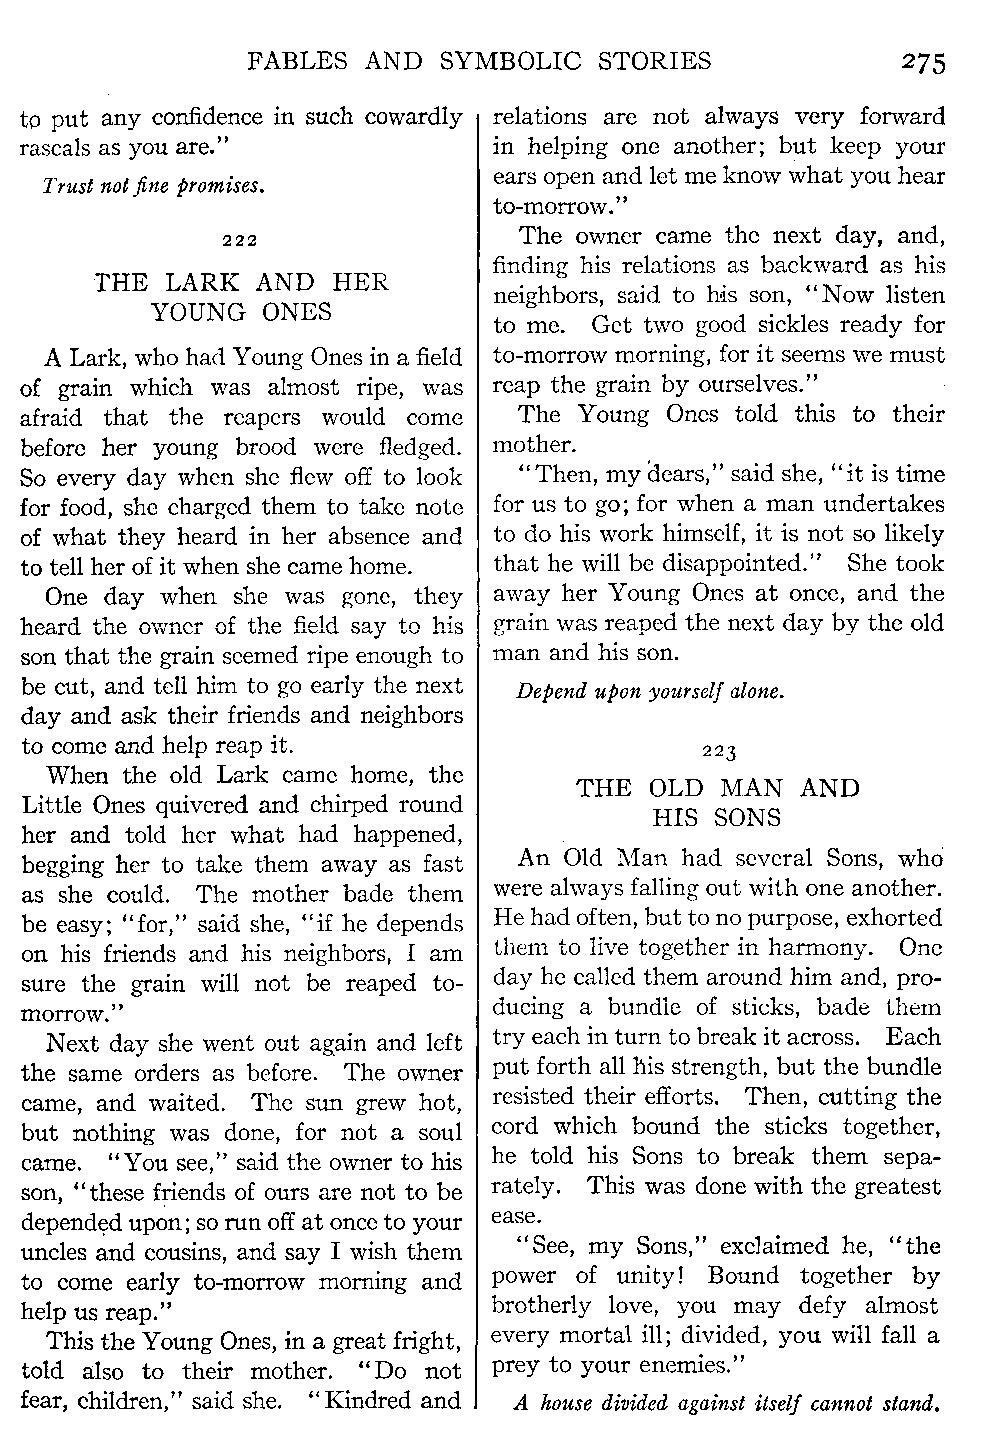 FABLES AND SYMBOLIC STORIES 275
to put any confidence in such cowardly
rascals as you are."
Trust not fine promises.
222
THE LARK AND HER
YOUNG ONES
A Lark, who had Young Ones in a field
of grain which was almost ripe, was
afraid that the reapers would come
before her young brood were fledged.
So every day when she flew off to look
for food, she charged them to take note
of what they heard in her absence and
to tell her of it when she came home.
One day when she was gone, they
heard the owner of the field say to his
son that the grain seemed ripe enough to
be cut, and tell him to go early the next
day and ask their friends and neighbors
to come and help reap it.
When the old Lark came home, the
Little Ones quivered and chirped round
her and told her what had happened,
begging her to take them away as fast
as she could. The mother bade them
be easy; "for," said she, "if he depends
on his friends and his neighbors, I am
sure the grain will not be reaped to-
morrow."
Next day she went out again and left
the same orders as before. The owner
came, and waited. The sun grew hot,
but nothing was done, for not a soul
came. "You see," said the owner to his
son, "these friends of ours are not to be
depended upon; so run off at once to your
uncles and cousins, and say I wish them
to come early to-morrow morning and
help us reap."
This the Young Ones, in a great fright,
told also to their mother. "Do not
fear, children," said she. "Kindred and
relations are not always very forward
in helping one another; but keep your
ears open and let me know what you hear
to-morrow."
The owner came the next day, and,
finding his relations as backward as his
neighbors, said to his son, "Now listen
to me. Get two good sickles ready for
to-morrow morning, for it seems we must
reap the grain by ourselves."
The Young Ones told this to their
mother.
"Then, my dears," said she, "it is time
for us to go; for when a man undertakes
to do his work himself, it is not so likely
that he will be disappointed." She took
away her Young Ones at once, and the
grain was reaped the next day by the old
man and his son.
Depend upon yourself alone.
223
THE OLD MAN AND
HIS SONS
An Old Man had several Sons, who
were always falling out with one another.
He had often, but to no purpose, exhorted
them to live together in harmony. One
day he called them around him and, pro-
ducing a bundle of sticks, bade them
try each in turn to break it across. Each
put forth all his strength, but the bundle
resisted their efforts. Then, cutting the
cord which bound the sticks together,
he told his Sons to break them sepa-
rately. This was done with the greatest
ease.
"See, my Sons," exclaimed he, "the
power of unity! Bound together by
brotherly love, you may defy almost
every mortal ill; divided, you will fall a
prey to your enemies."
A house divided against itself cannot stand.